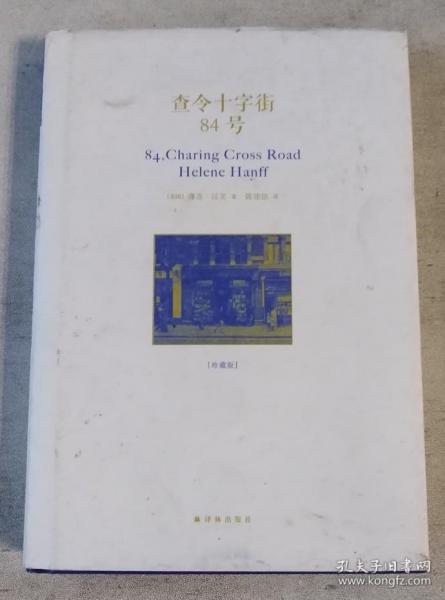 查令十字街
84号
84, Charing Cross Road
Helene Hanff
[美国] 海莲·汉芙 著 陈建铭 译
[珍藏版]
译林出版社
孔夫子旧书网
www.kongfz.com